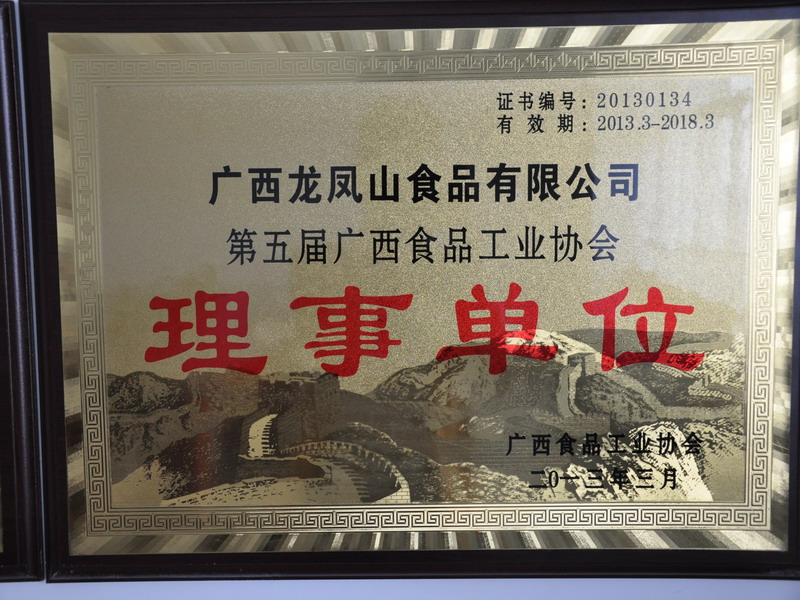 证书编号: 20130134
有效期: 2013.3-2018.3
广西龙凤山食品有限公司
第五届广西食品工业协会
理事单位
广西食品工业协会
二0一三年三月